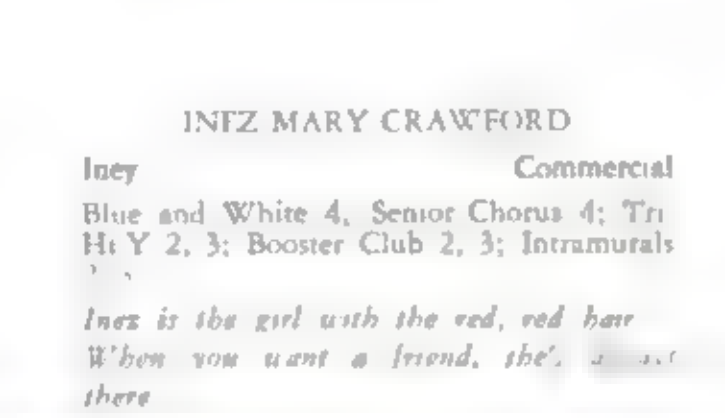 INEZ MARY CRAWFORD
Iney Commercial
Blue and White 4, Senior Chorus 4; Tri
Hi Y 2, 3; Booster Club 2, 3; Intramurals
Inez is the girl with the red, red hair
When you want a friend,
there